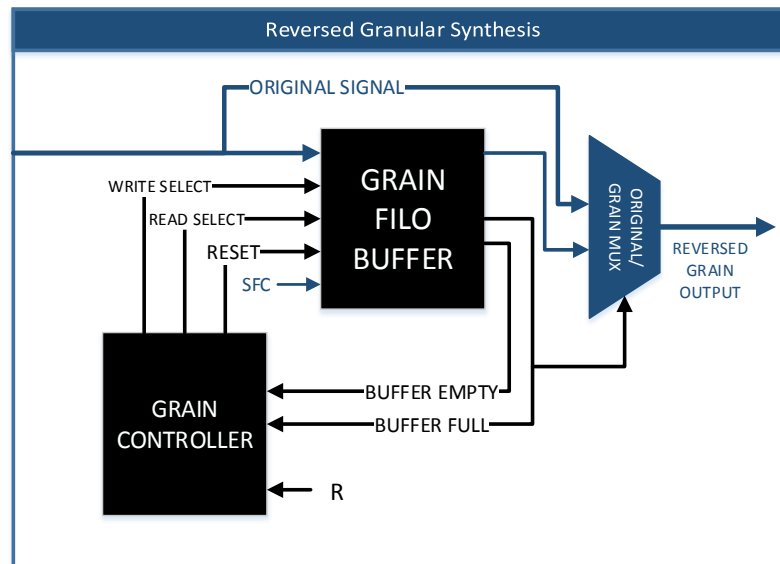 Reversed Granular Synthesis
ORIGINAL SIGNAL
WRITE SELECT
READ SELECT
RESET
SFC
GRAIN
FILO
BUFFER
ORIGINAL/
GRAIN MUX
REVERSED
GRAIN
OUTPUT
GRAIN
CONTROLLER
BUFFER EMPTY
BUFFER FULL
R